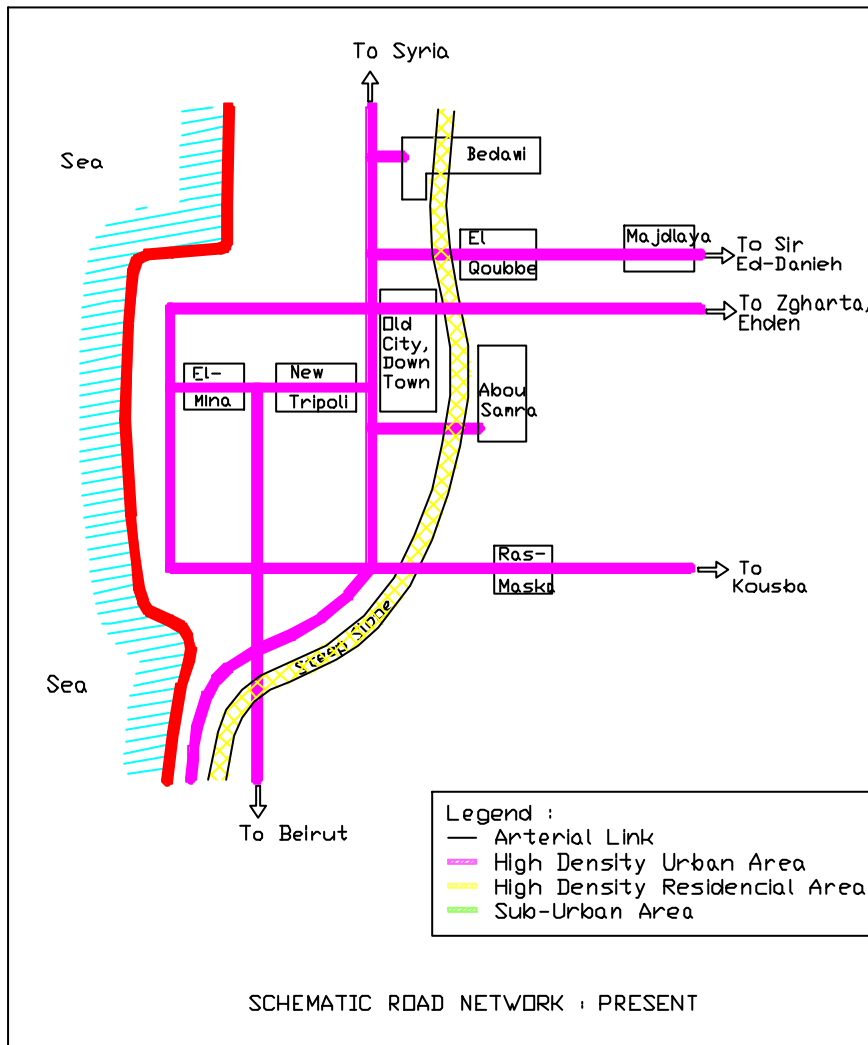 To Syria
Sea
Bedawi
El
Qoubbe
Majdlaya
To Sir
Ed-Danieh
To Zgharta,
Ehden
Old
City,
Down
Town
El-
Mina
New
Tripoli
Abou
Samra
Ras-
Maska
To
Kousba
Steep Slope
Sea
To Beirut
Legend :
Arterial Link
High Density Urban Area
High Density Residencial Area
Sub-Urban Area
SCHEMATIC ROAD NETWORK : PRESENT